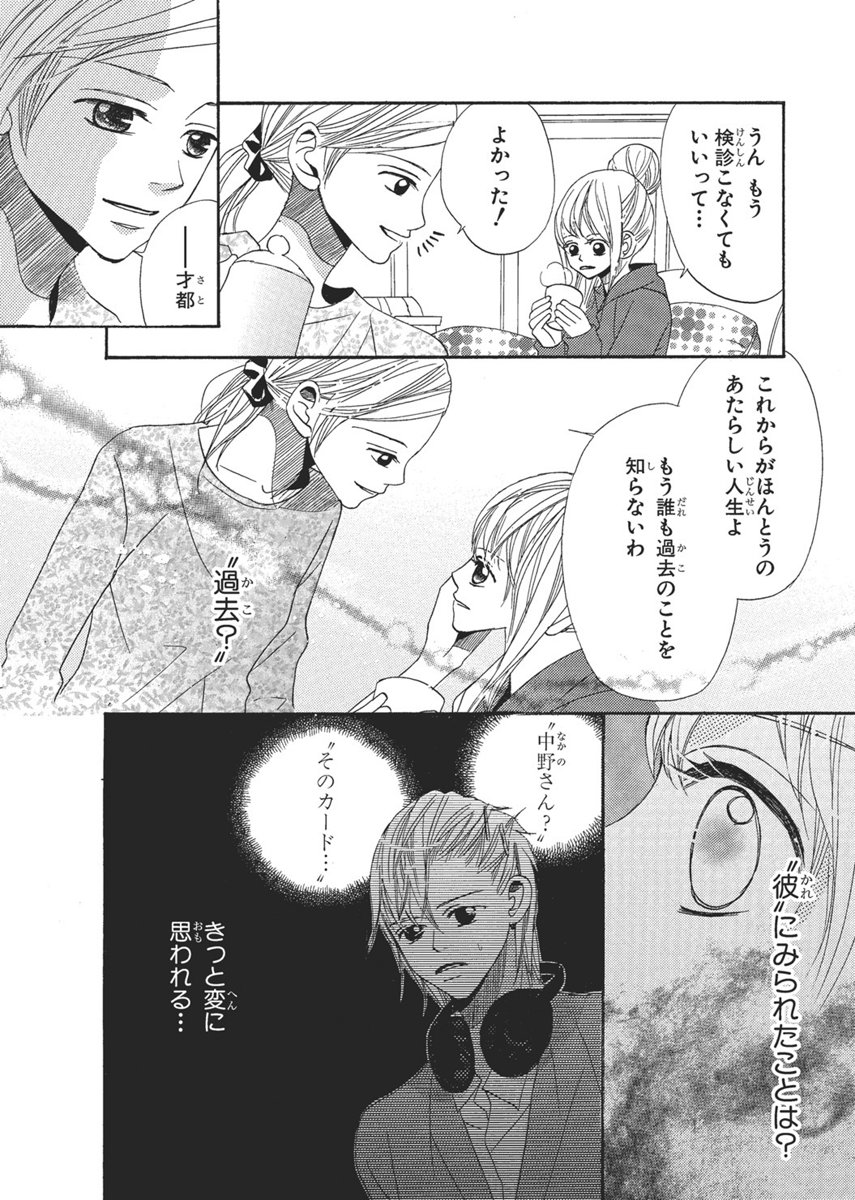 うん もう
検診こなくても
いいって…
よかった!
──才都
これからがほんとうの
あたらしい人生よ
もう誰も過去のことを
知らないわ
〝過去?〟
〝彼〟にみられたことは?
〝中野さん?〟
〝そのカード…〟
きっと変に
思われる…